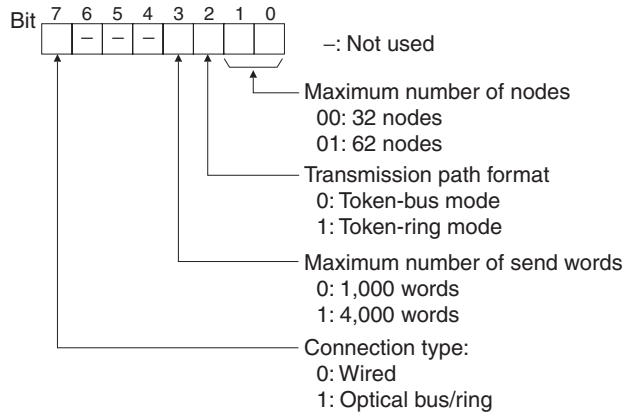 Bit 7 6 5 4 3 2 1 0
– – –
–: Not used
Maximum number of nodes
00: 32 nodes
01: 62 nodes
Transmission path format
0: Token-bus mode
1: Token-ring mode
Maximum number of send words
0: 1,000 words
1: 4,000 words
Connection type:
0: Wired
1: Optical bus/ring